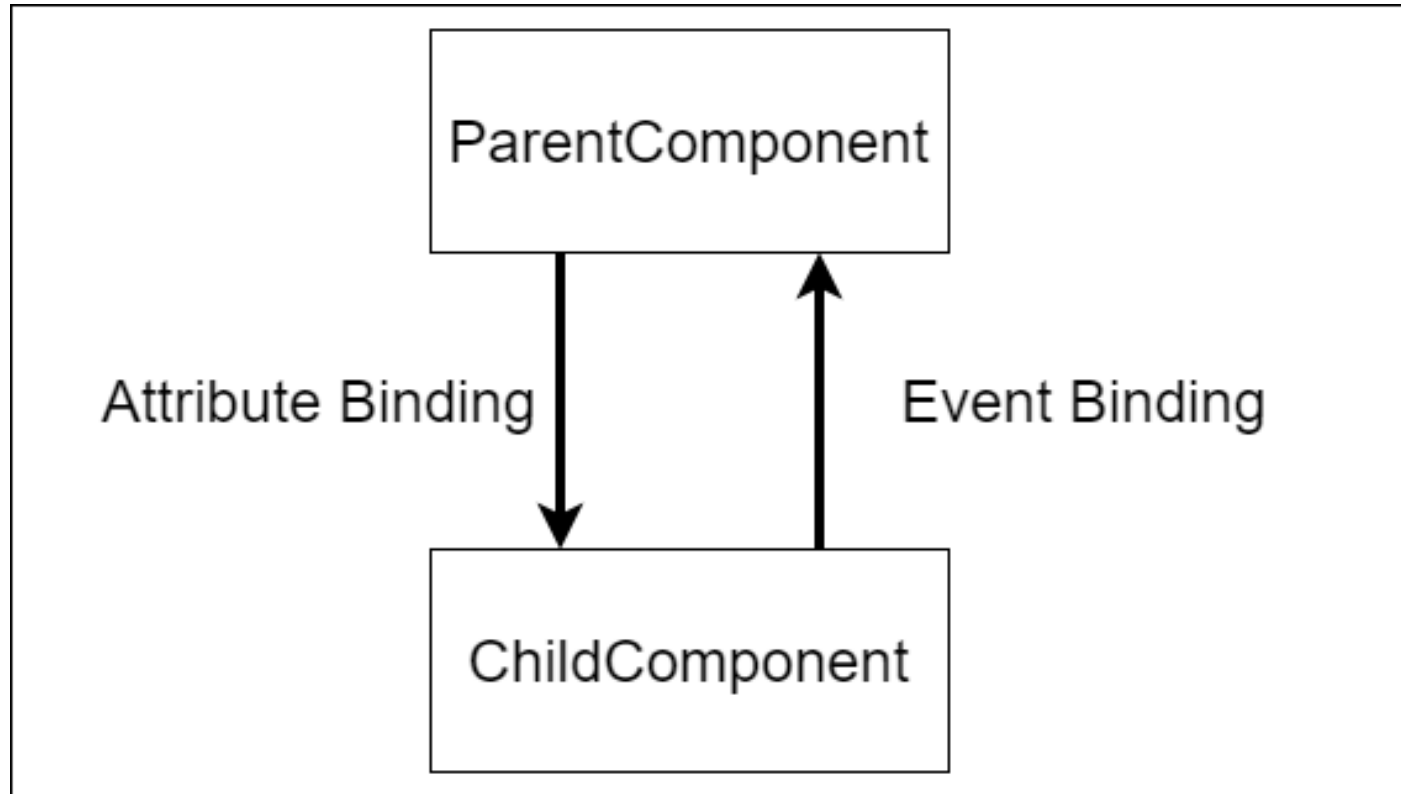 ParentComponent
Attribute Binding
Event Binding
ChildComponent